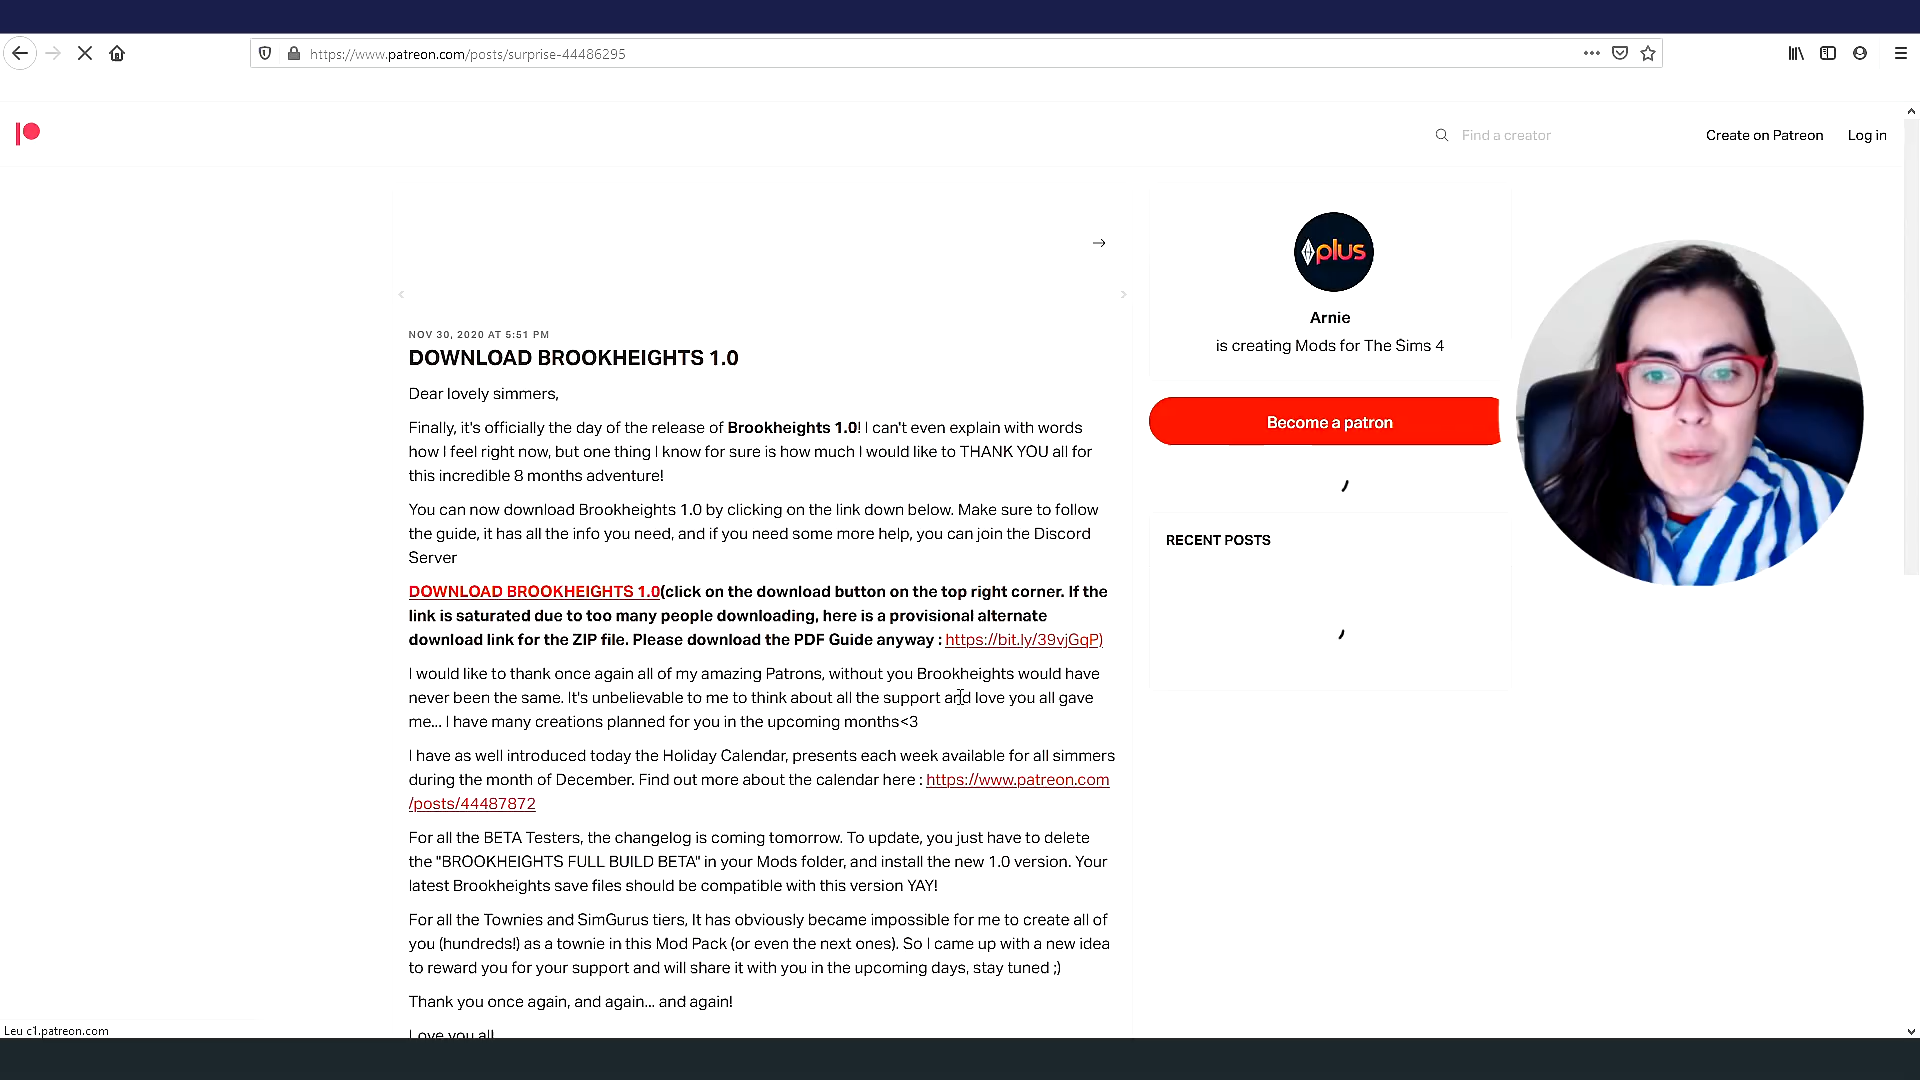 https://www.patreon.com/posts/surprise-44486295
Find a creator
Create on Patreon
Log in
plus
Arnie
is creating Mods for The Sims 4
Become a patron
RECENT POSTS
NOV 30, 2020 AT 5:51 PM
DOWNLOAD BROOKHEIGHTS 1.0
Dear lovely simmers,
Finally, it's officially the day of the release of Brookheights 1.0! I can't even explain with words
how I feel right now, but one thing I know for sure is how much I would like to THANK YOU all for
this incredible 8 months adventure!
You can now download Brookheights 1.0 by clicking on the link down below. Make sure to follow
the guide, it has all the info you need, and if you need some more help, you can join the Discord
Server
DOWNLOAD BROOKHEIGHTS 1.0(click on the download button on the top right corner. If the
link is saturated due to too many people downloading, here is a provisional alternate
download link for the ZIP file. Please download the PDF Guide anyway : https://bit.ly/39vjGqP)
I would like to thank once again all of my amazing Patrons, without you Brookheights would have
never been the same. It's unbelievable to me to think about all the support and love you all gave
me... I have many creations planned for you in the upcoming months<3
I have as well introduced today the Holiday Calendar, presents each week available for all simmers
during the month of December. Find out more about the calendar here : https://www.patreon.com
/posts/44487872
For all the BETA Testers, the changelog is coming tomorrow. To update, you just have to delete
the "BROOKHEIGHTS FULL BUILD BETA" in your Mods folder, and install the new 1.0 version. Your
latest Brookheights save files should be compatible with this version YAY!
For all the Townies and SimGurus tiers, It has obviously became impossible for me to create all of
you (hundreds!) as a townie in this Mod Pack (or even the next ones). So I came up with a new idea
to reward you for your support and will share it with you in the upcoming days, stay tuned ;)
Thank you once again, and again... and again!
Love you all
Leu c1.patreon.com